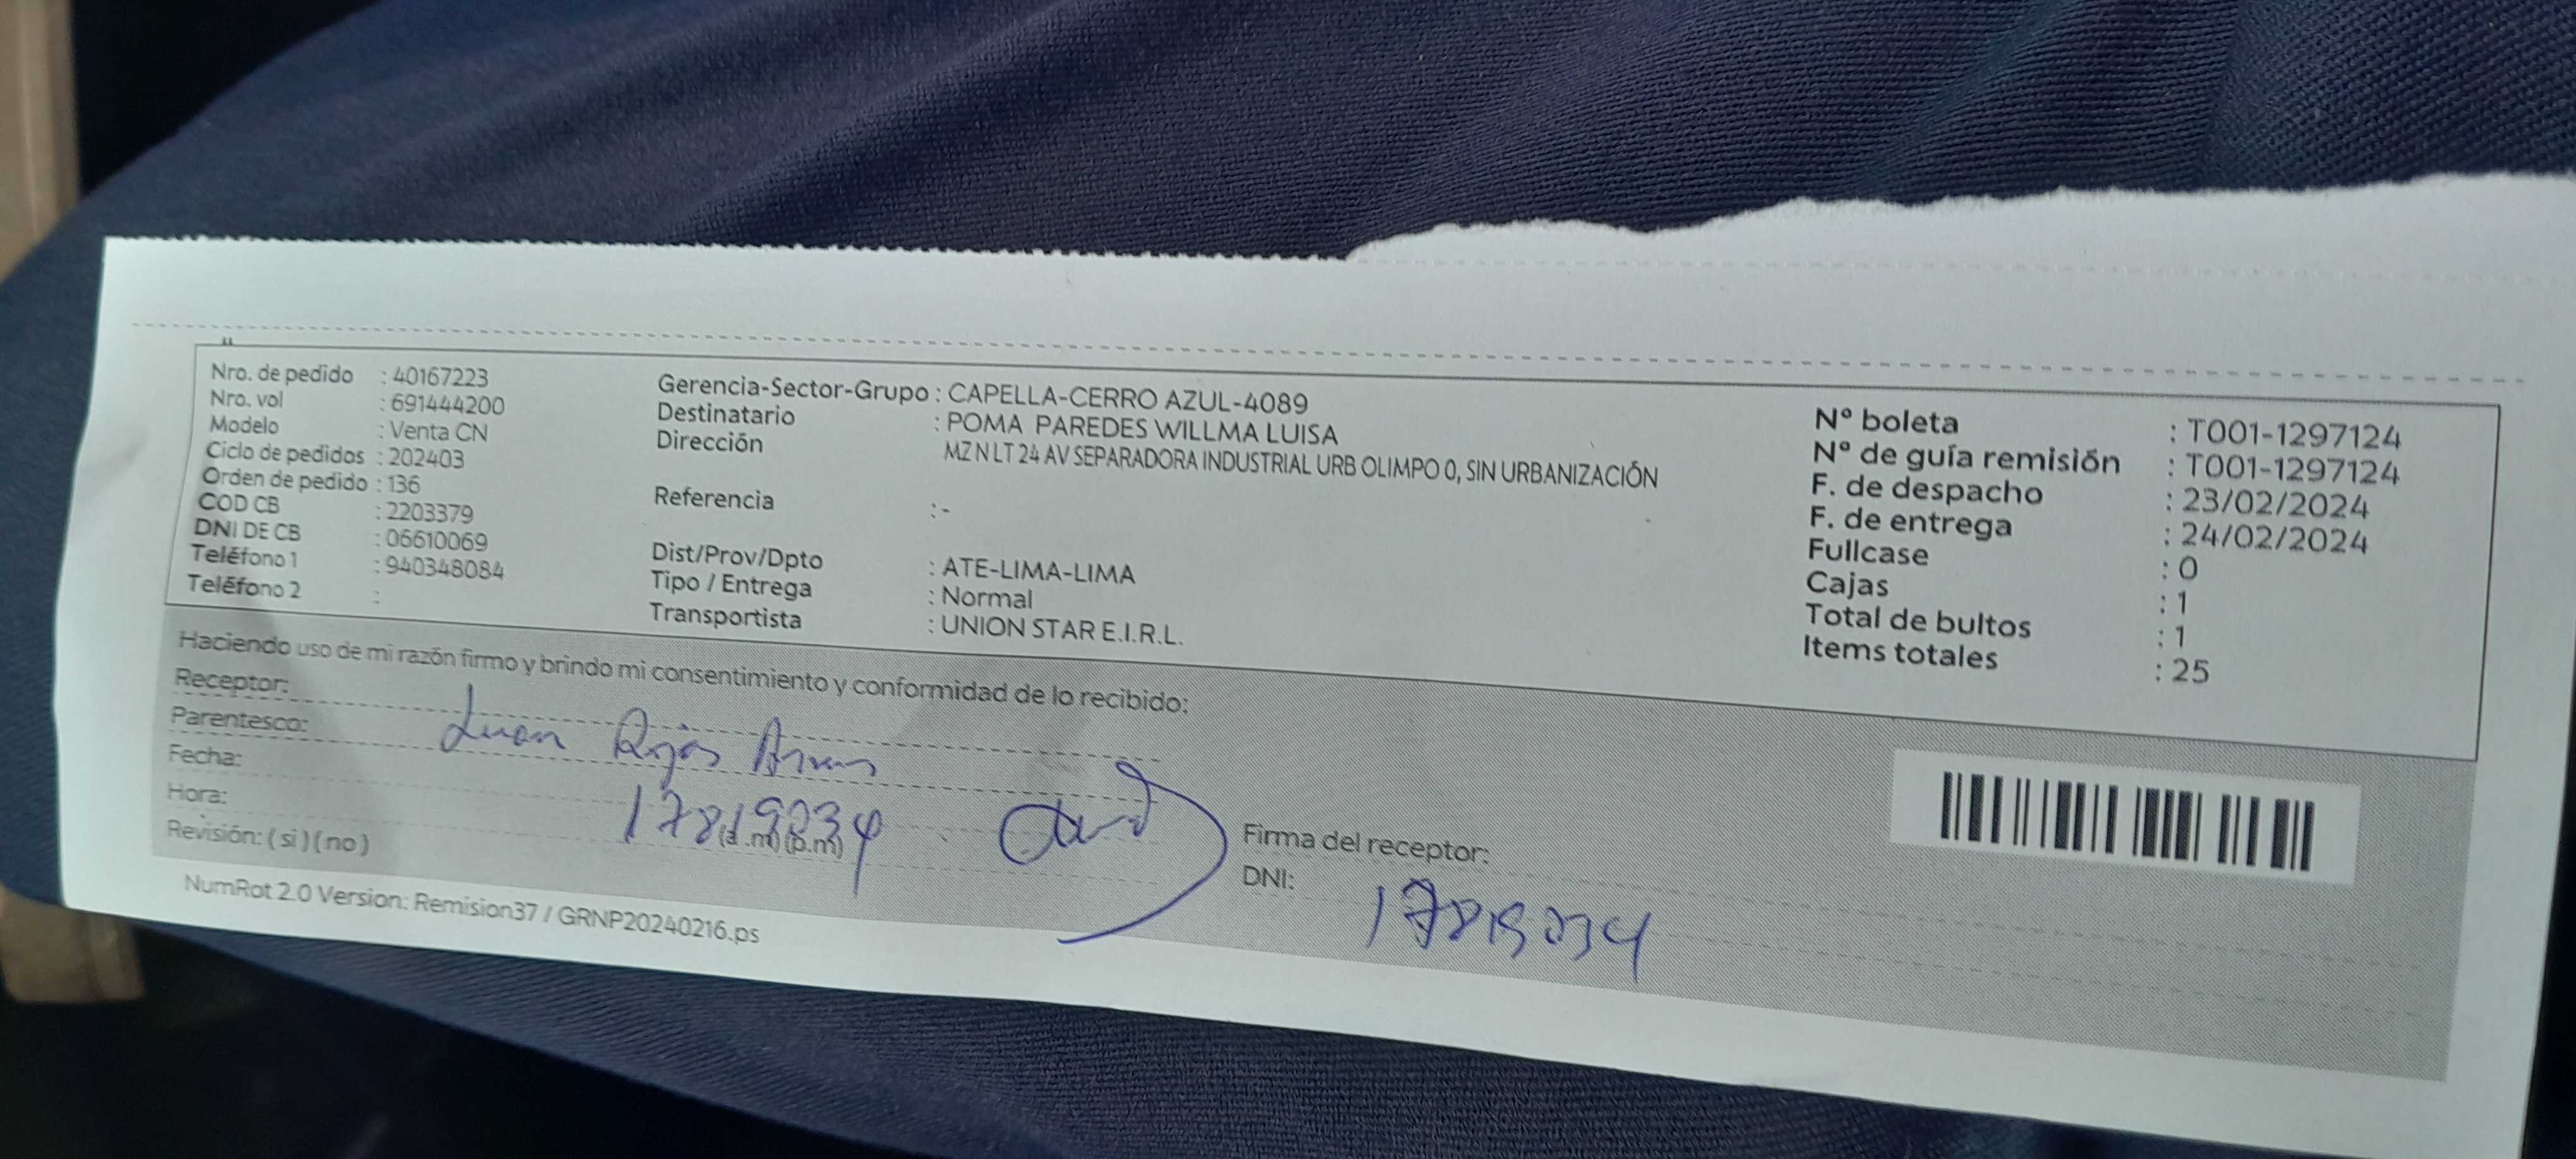 Nro. de pedido : 40167223
Nro. vol : 691444200
Modelo : Venta CN
Ciclo de pedidos : 202403
Orden de pedido : 136
COD CB : 2203379
DNI DE CB : 06610069
Teléfono 1 : 940348084
Teléfono 2 :
Gerencia-Sector-Grupo : CAPELLA-CERRO AZUL-4089
Destinatario : POMA PAREDES WILLMA LUISA
Dirección : MZ N LT 24 AV SEPARADORA INDUSTRIAL URB OLIMPO 0, SIN URBANIZACIÓN
Referencia : -
Dist/Prov/Dpto : ATE-LIMA-LIMA
Tipo / Entrega : Normal
Transportista : UNION STAR E.I.R.L.
Nº boleta : T001-1297124
Nº de guía remisión : T001-1297124
F. de despacho : 23/02/2024
F. de entrega : 24/02/2024
Fullcase : 0
Cajas : 1
Total de bultos : 1
Items totales : 25
Haciendo uso de mi razón firmo y brindo mi consentimiento y conformidad de lo recibido:
Receptor:
Parentesco: Juan Rojas
Fecha:
Hora: (a .m) (p.m)
Revisión: ( si ) ( no )
Firma del receptor:
DNI: 17819034
NumRot 2.0 Version: Remision37 / GRNP20240216.ps